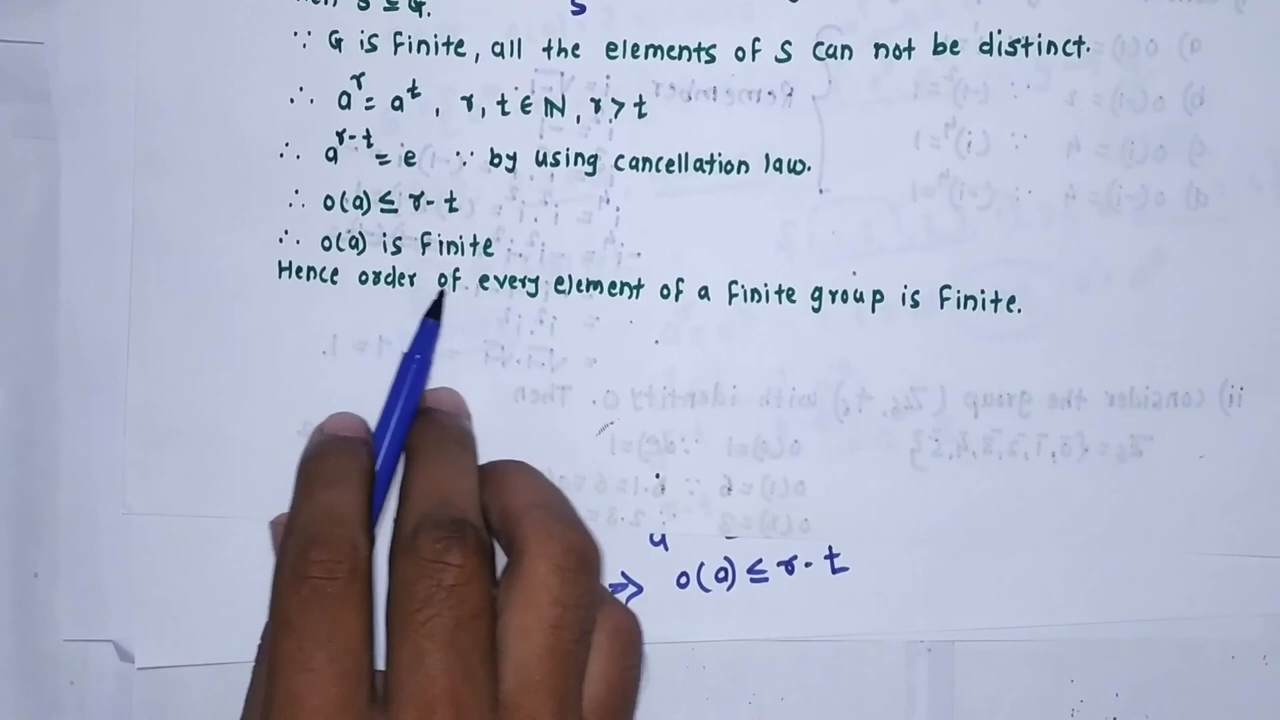 S ≤ G.
S
∵ G is Finite, all the elements of S can not be distinct.
∴ a^r = a^t, r, t ∈ ℕ, r > t
∴ a^{r-t} = e ∵ by using cancellation law.
∴ o(a) ≤ r-t
∴ o(a) is Finite
Hence order of every element of a Finite group is Finite.
⇒ o(a) ≤ r-t